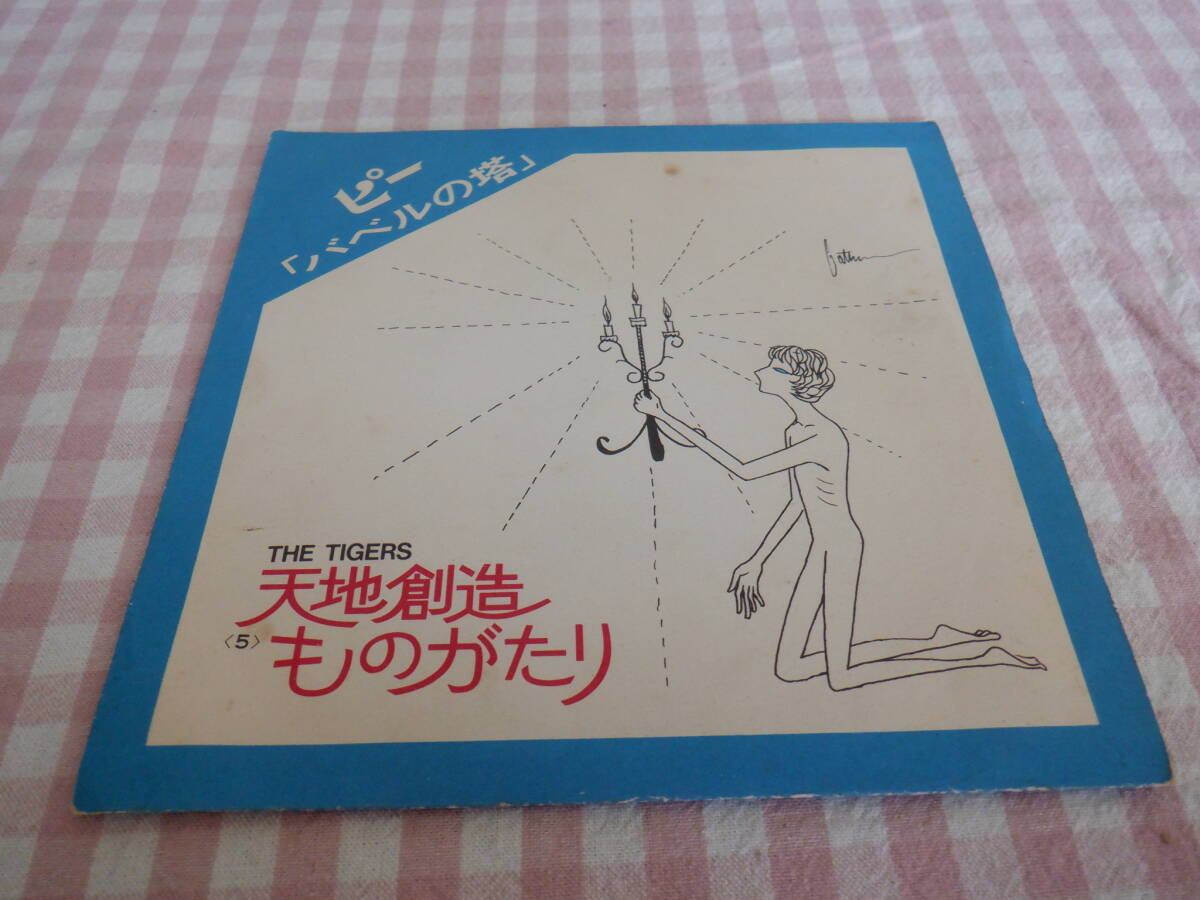 ピー
「バベルの塔」
THE TIGERS
天地創造
〈5〉ものがたり